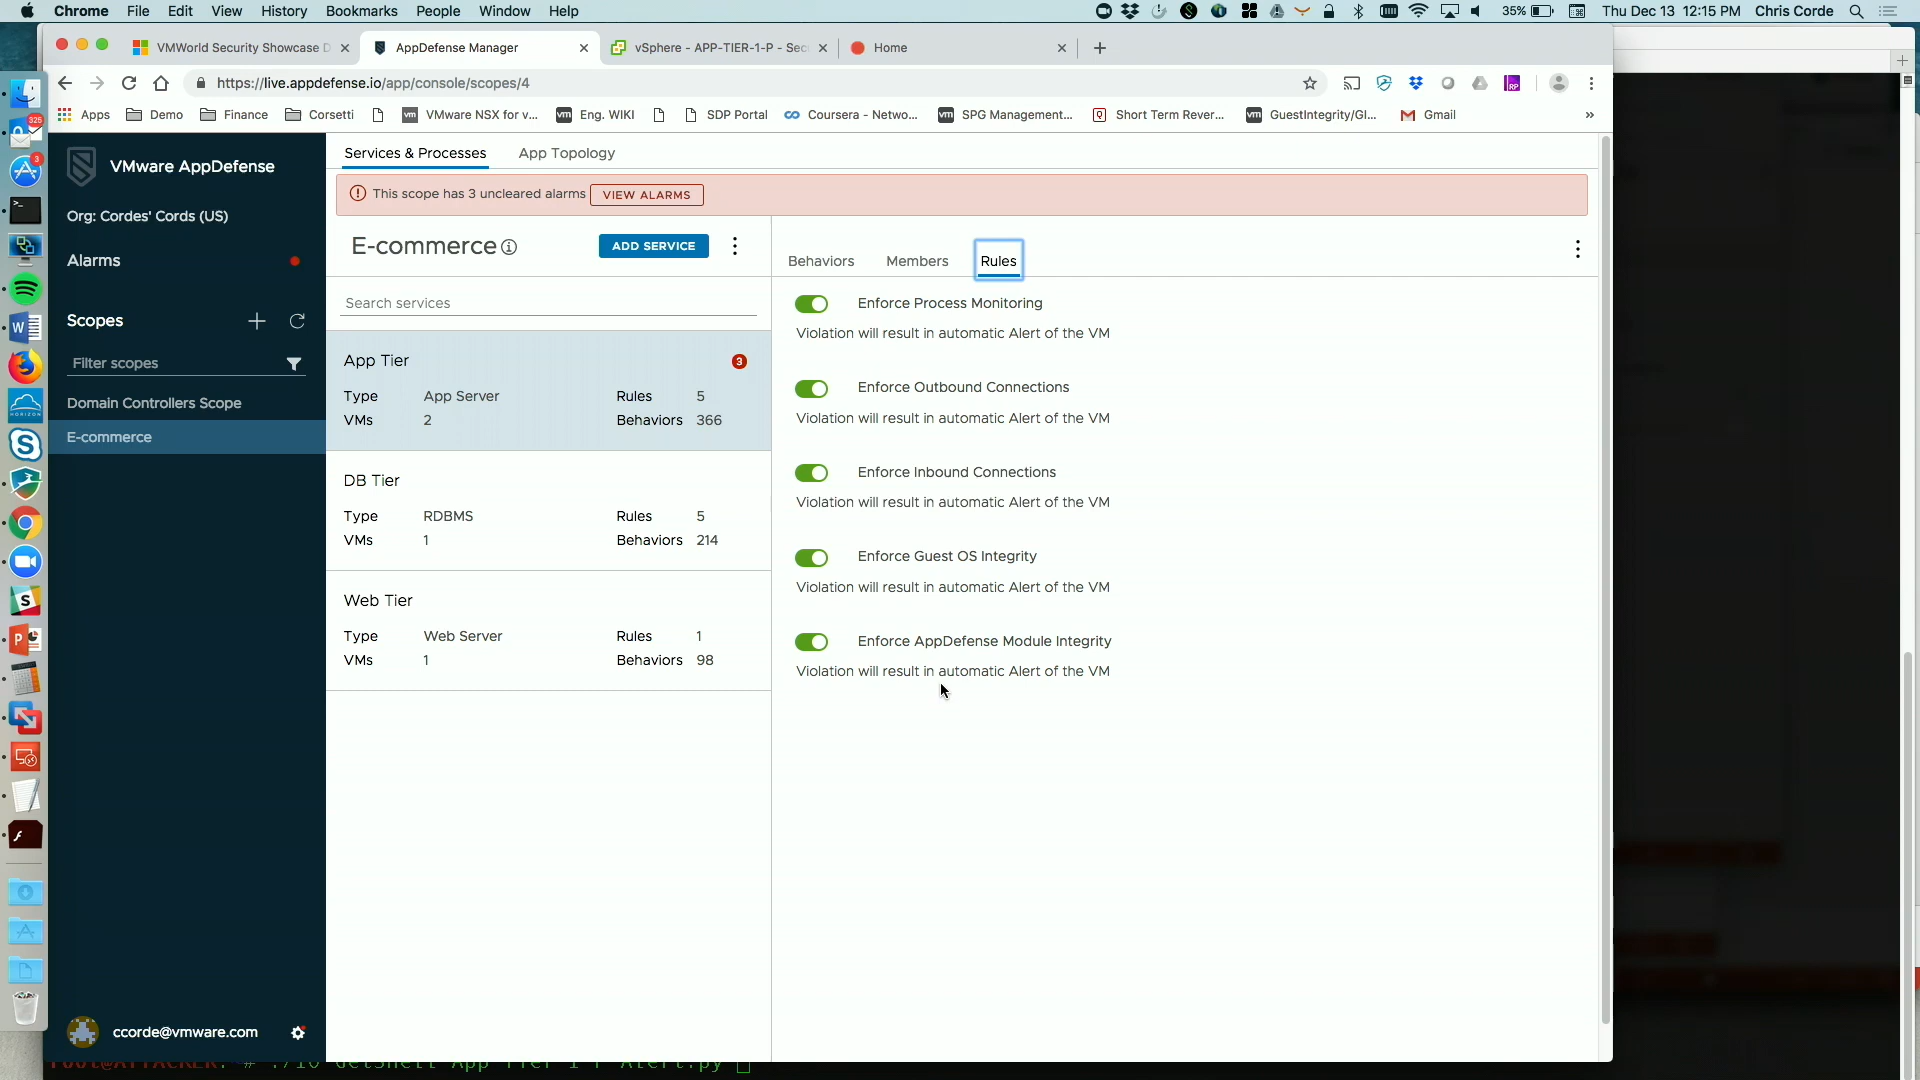 Chrome File Edit View History Bookmarks People Window Help 35% Thu Dec 13 12:15 PM Chris Corde
VMWorld Security Showcase D AppDefense Manager vSphere - APP-TIER-1-P - Sec Home
https://live.appdefense.io/app/console/scopes/4
Apps Demo Finance Corsetti VMware NSX for v... Eng. WIKI SDP Portal Coursera - Netwo... SPG Management... Short Term Rever... GuestIntegrity/GI... Gmail »
VMware AppDefense
Org: Cordes' Cords (US)
Alarms
Scopes
Filter scopes
Domain Controllers Scope
E-commerce
ccorde@vmware.com
Services & Processes App Topology
This scope has 3 uncleared alarms VIEW ALARMS
E-commerce ADD SERVICE
Search services
App Tier 3
Type App Server Rules 5
VMs 2 Behaviors 366
DB Tier
Type RDBMS Rules 5
VMs 1 Behaviors 214
Web Tier
Type Web Server Rules 1
VMs 1 Behaviors 98
Behaviors Members Rules
Enforce Process Monitoring
Violation will result in automatic Alert of the VM
Enforce Outbound Connections
Violation will result in automatic Alert of the VM
Enforce Inbound Connections
Violation will result in automatic Alert of the VM
Enforce Guest OS Integrity
Violation will result in automatic Alert of the VM
Enforce AppDefense Module Integrity
Violation will result in automatic Alert of the VM
326
3
HORIZON